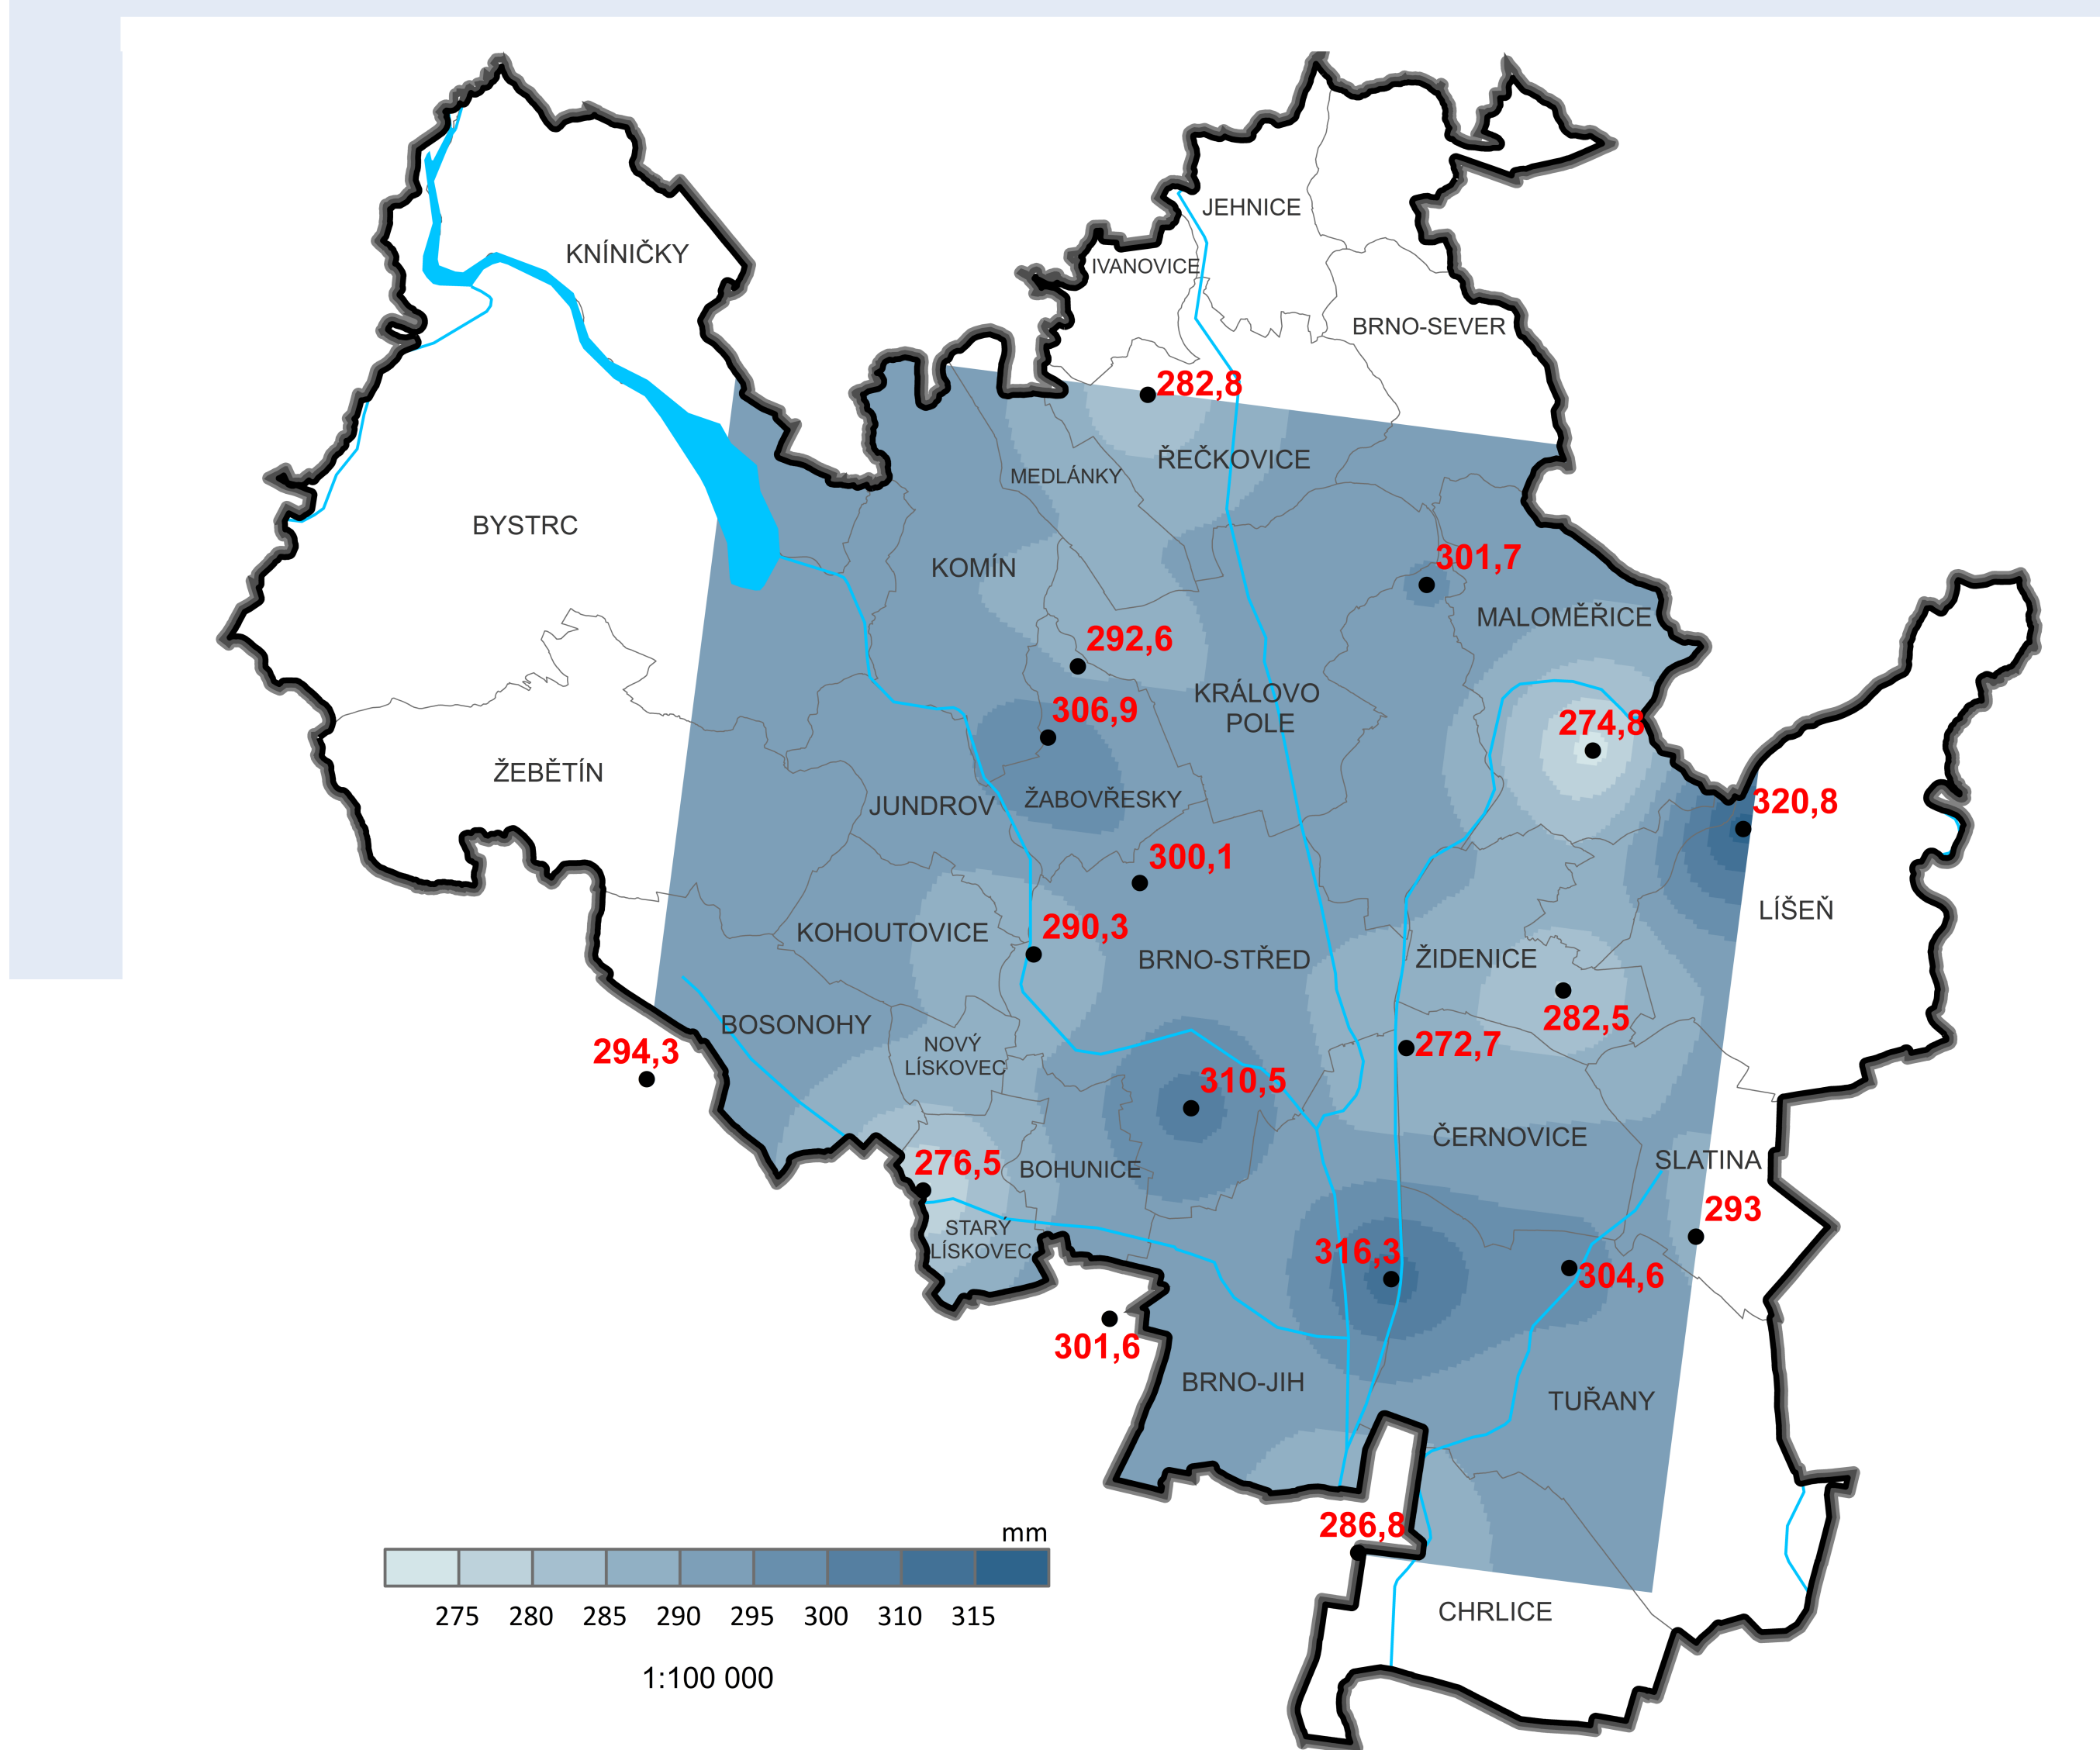 JEHNICE
KNÍNIČKY
IVANOVICE
BRNO-SEVER
282,8
ŘEČKOVICE
MEDLÁNKY
BYSTRC
301,7
KOMÍN
MALOMĚŘICE
292,6
KRÁLOVO
POLE
306,9
274,8
ŽEBĚTÍN
ŽABOVŘESKY
JUNDROV
320,8
300,1
LÍŠEŇ
290,3
KOHOUTOVICE
BRNO-STŘED
ŽIDENICE
282,5
BOSONOHY
NOVÝ
LÍSKOVEC
272,7
294,3
310,5
ČERNOVICE
SLATINA
276,5
BOHUNICE
293
STARÝ
LÍSKOVEC
316,3
304,6
301,6
BRNO-JIH
TUŘANY
286,8
mm
CHRLICE
275 280 285 290 295 300 310 315
1:100 000